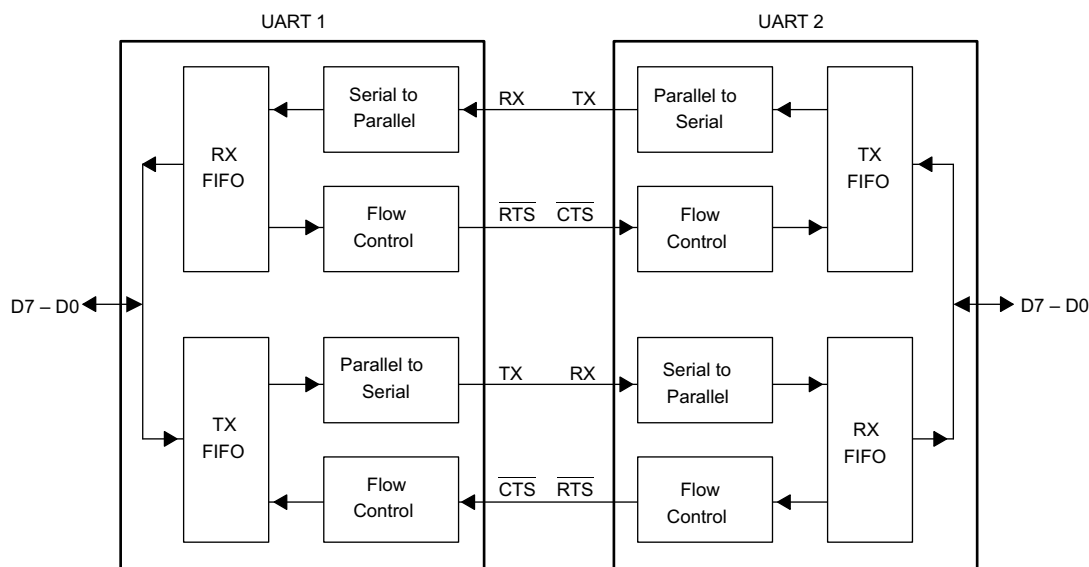 UART 1
UART 2
Serial to
Parallel
RX
TX
Parallel to
Serial
RX
FIFO
TX
FIFO
Flow
Control
RTS
CTS
Flow
Control
D7 – D0
D7 – D0
Parallel to
Serial
TX
RX
Serial to
Parallel
TX
FIFO
RX
FIFO
Flow
Control
CTS
RTS
Flow
Control